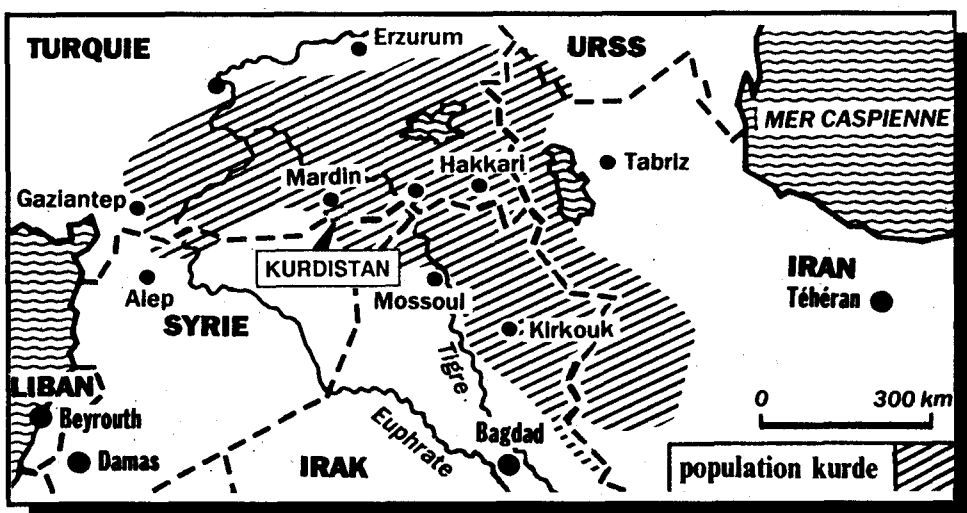 TURQUIE
Erzurum
URSS
MER CASPIENNE
Mardin
Hakkari
Tabriz
Gaziantep
KURDISTAN
Alep
Mossoul
IRAN
Téhéran
SYRIE
Kirkouk
Tigre
LIBAN
Beyrouth
0 300 km
Euphrate
Bagdad
Damas
IRAK
population kurde